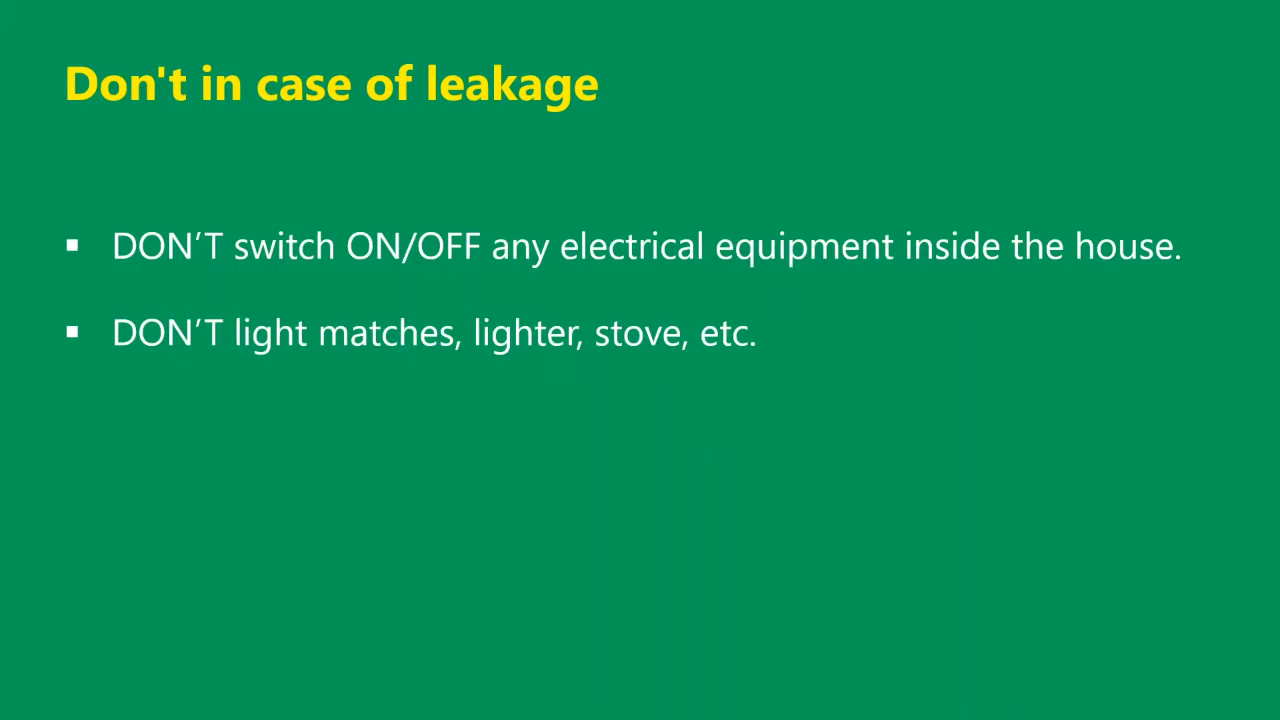 Don't in case of leakage
▪ DON’T switch ON/OFF any electrical equipment inside the house.
▪ DON’T light matches, lighter, stove, etc.